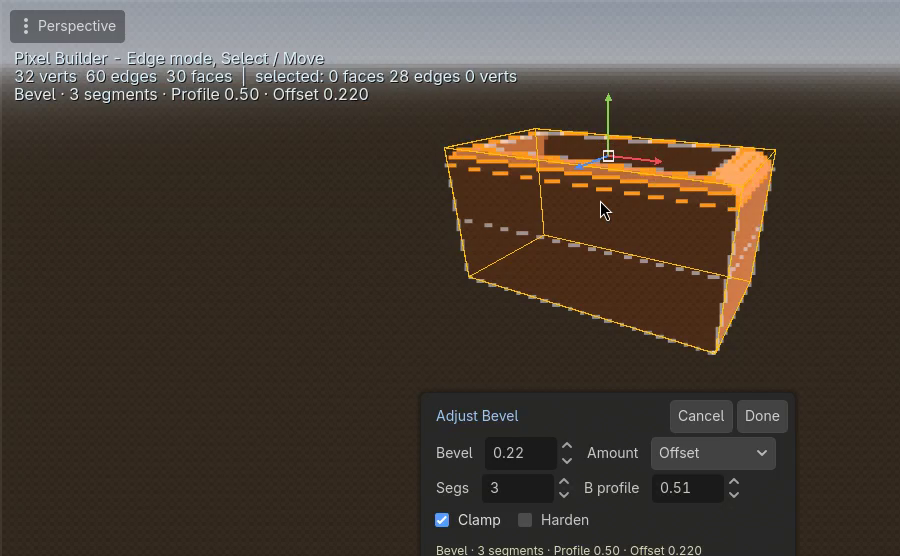 Perspective
Pixel Builder - Edge mode, Select / Move
32 verts  60 edges  30 faces  |  selected: 0 faces 28 edges 0 verts
Bevel · 3 segments · Profile 0.50 · Offset 0.220
Adjust Bevel Cancel Done
Bevel 0.22 Amount Offset
Segs 3 B profile 0.51
Clamp Harden
Bevel · 3 segments · Profile 0.50 · Offset 0.220